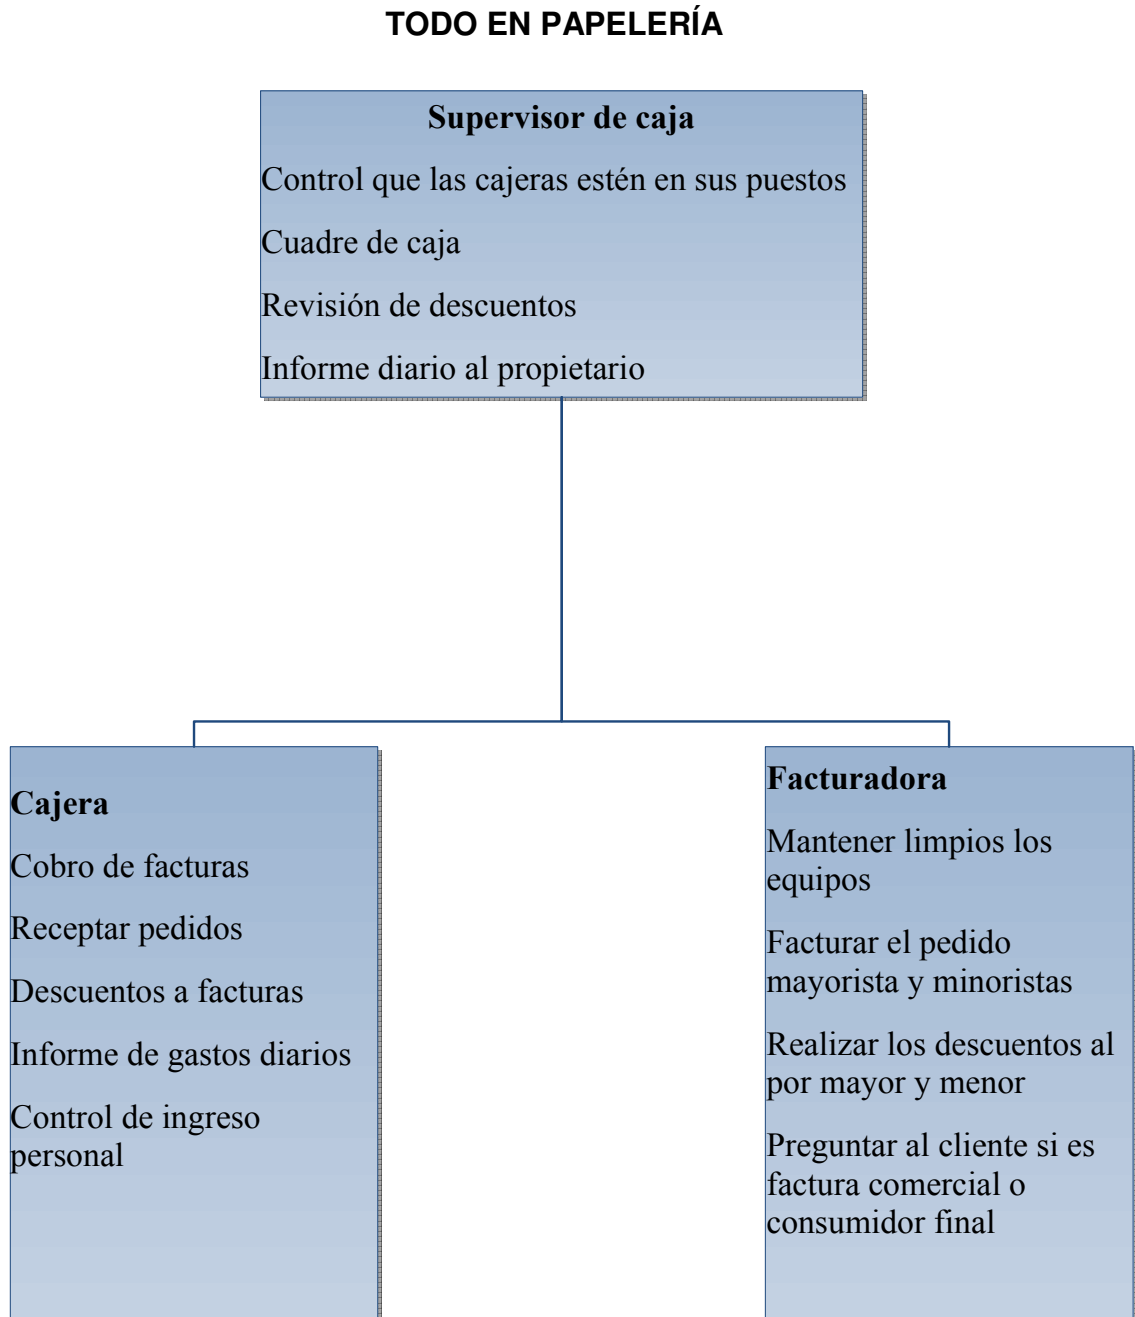 TODO EN PAPELERÍA
Supervisor de caja
Control que las cajeras estén en sus puestos
Cuadre de caja
Revisión de descuentos
Informe diario al propietario
Cajera
Cobro de facturas
Receptar pedidos
Descuentos a facturas
Informe de gastos diarios
Control de ingreso
personal
Facturadora
Mantener limpios los
equipos
Facturar el pedido
mayorista y minoristas
Realizar los descuentos al
por mayor y menor
Preguntar al cliente si es
factura comercial o
consumidor final